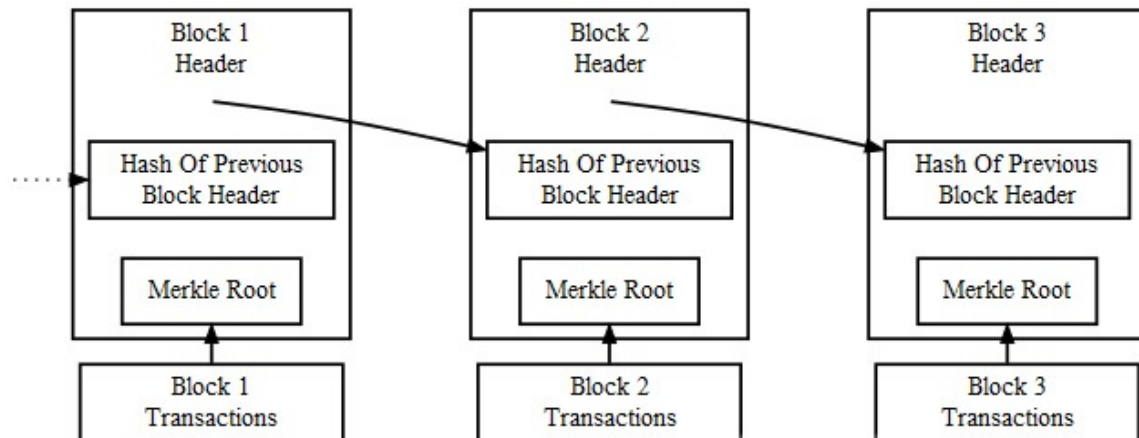 Block 1
Header
Hash Of Previous
Block Header
Merkle Root
Block 1
Transactions
Block 2
Header
Hash Of Previous
Block Header
Merkle Root
Block 2
Transactions
Block 3
Header
Hash Of Previous
Block Header
Merkle Root
Block 3
Transactions